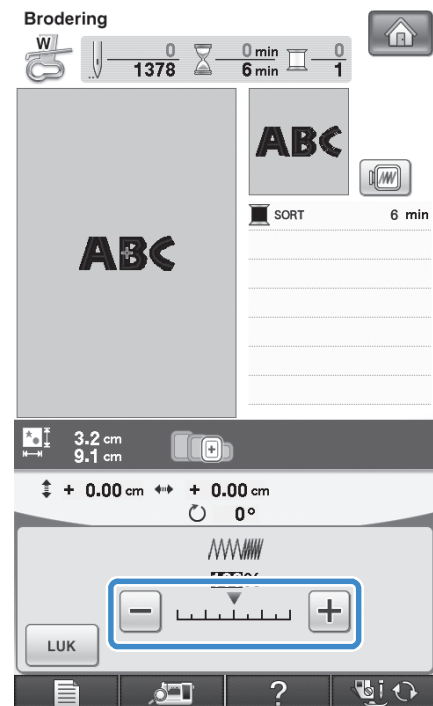 Brodering
W
0 0 min 0
1378 6 min 1
ABC
ABC
SORT 6 min
3.2 cm
9.1 cm
+ 0.00 cm + 0.00 cm
0°
LUK
?